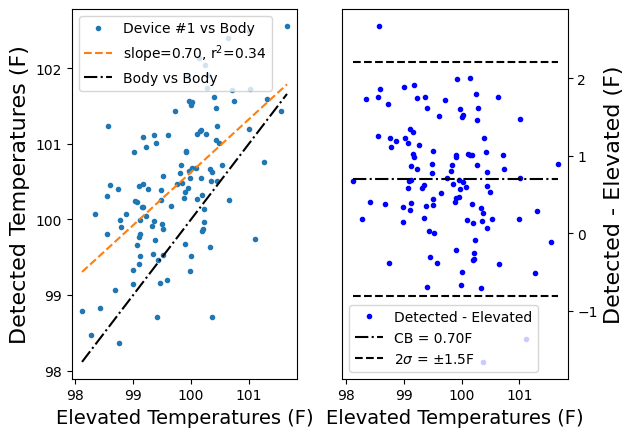 Device #1 vs Body
slope=0.70, r²=0.34
Body vs Body
Detected Temperatures (F)
102
101
100
99
98
98 99 100 101
Elevated Temperatures (F)
Detected - Elevated
CB = 0.70F
2σ = ±1.5F
2
1
0
−1
Detected - Elevated (F)
98 99 100 101
Elevated Temperatures (F)